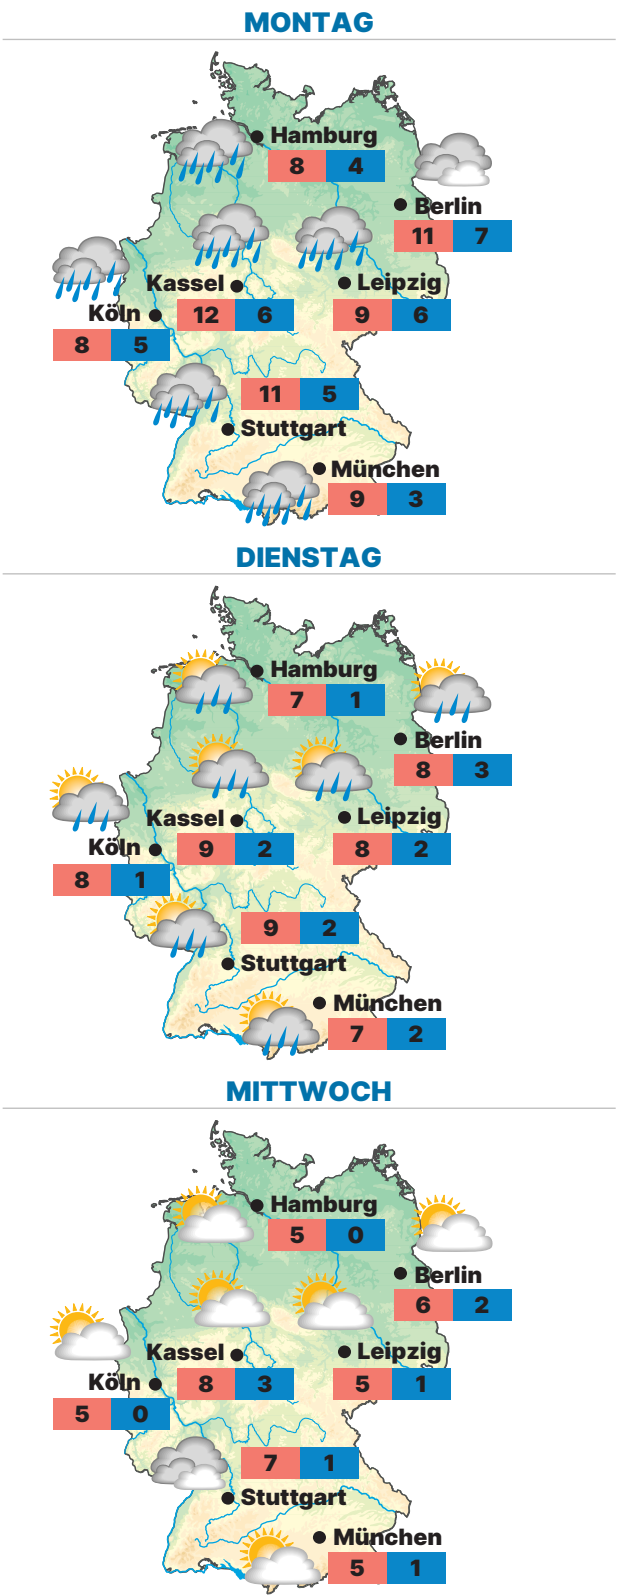 MONTAG
Hamburg
8 4
Berlin
11 7
Kassel
12 6
Leipzig
9 6
Köln
8 5
11 5
Stuttgart
München
9 3
DIENSTAG
Hamburg
7 1
Berlin
8 3
Kassel
9 2
Leipzig
8 2
Köln
8 1
9 2
Stuttgart
München
7 2
MITTWOCH
Hamburg
5 0
Berlin
6 2
Kassel
8 3
Leipzig
5 1
Köln
5 0
7 1
Stuttgart
München
5 1